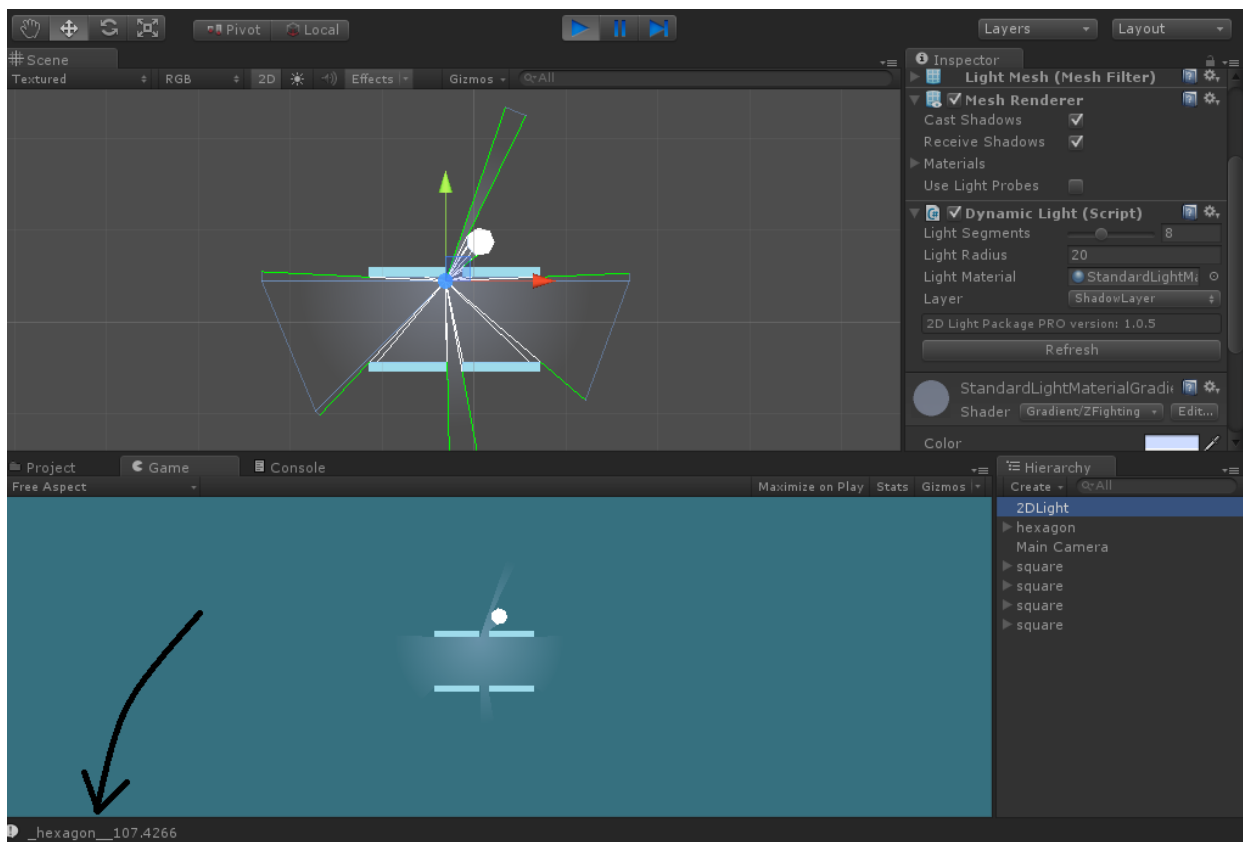 Pivot Local Layers Layout
Scene
Textured RGB 2D Effects Gizmos All
Inspector
Light Mesh (Mesh Filter)
Mesh Renderer
Cast Shadows
Receive Shadows
Materials
Use Light Probes
Dynamic Light (Script)
Light Segments 8
Light Radius 20
Light Material StandardLightMa
Layer ShadowLayer
2D Light Package PRO version: 1.0.5
Refresh
StandardLightMaterialGradie
Shader Gradient/ZFighting Edit...
Color
Project Game Console
Free Aspect Maximize on Play Stats Gizmos
Hierarchy
Create All
2DLight
hexagon
Main Camera
square
square
square
square
_hexagon__107.4266